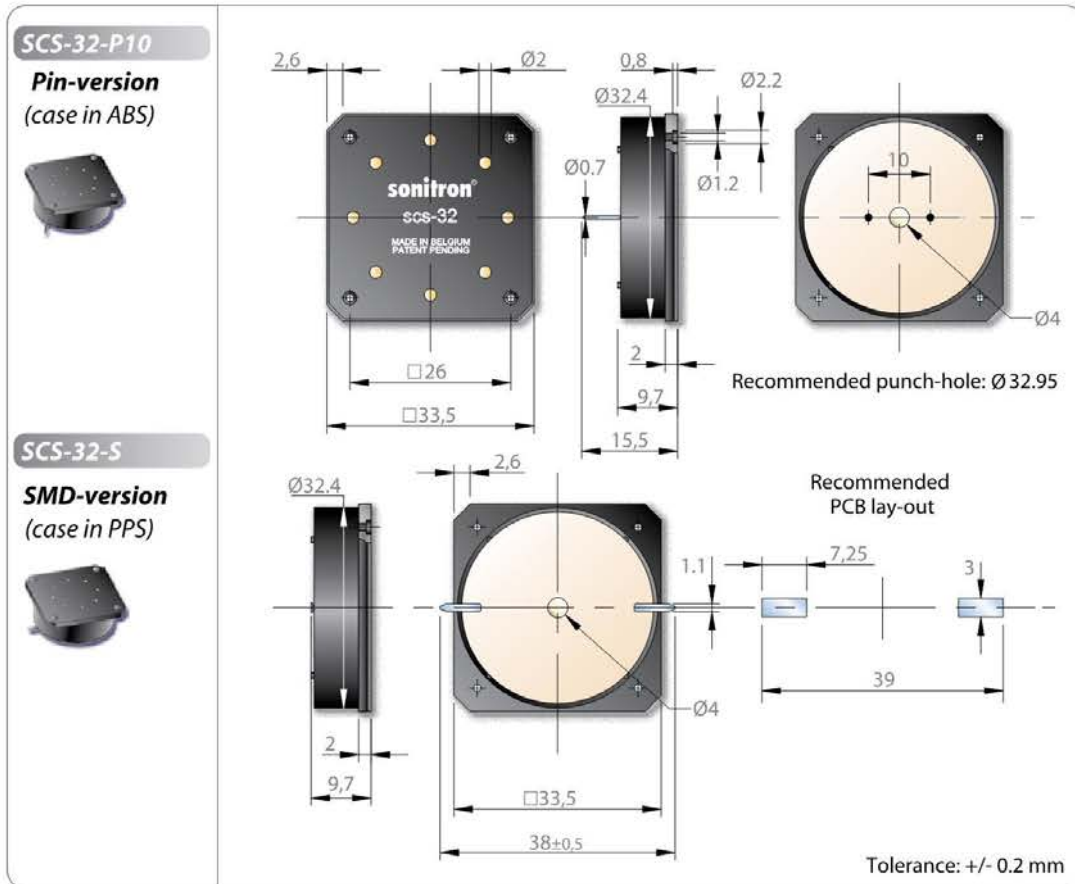 SCS-32-P10
Pin-version
(case in ABS)
2,6
Ø2
0,8
Ø2.2
Ø32.4
Ø0.7
Ø1.2
10
sonitron®
scs-32
MADE IN BELGIUM
PATENT PENDING
Ø4
□26
2
Recommended punch-hole: Ø 32.95
9,7
□33,5
15,5
SCS-32-S
SMD-version
(case in PPS)
Ø32.4
2,6
Recommended
PCB lay-out
1.1
7,25
3
39
Ø4
2
9,7
□33,5
38±0,5
Tolerance: +/- 0.2 mm